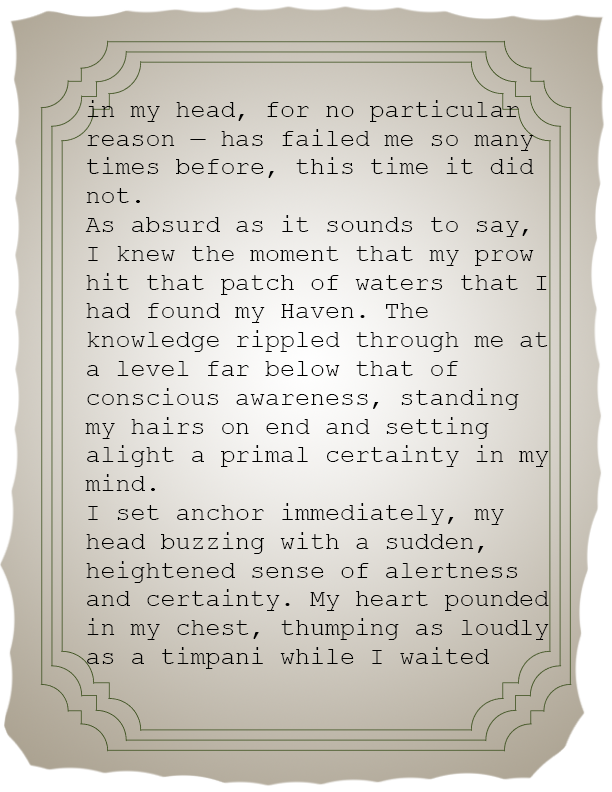 in my head, for no particular
reason — has failed me so many
times before, this time it did
not.
As absurd as it sounds to say,
I knew the moment that my prow
hit that patch of waters that I
had found my Haven. The
knowledge rippled through me at
a level far below that of
conscious awareness, standing
my hairs on end and setting
alight a primal certainty in my
mind.
I set anchor immediately, my
head buzzing with a sudden,
heightened sense of alertness
and certainty. My heart pounded
in my chest, thumping as loudly
as a timpani while I waited